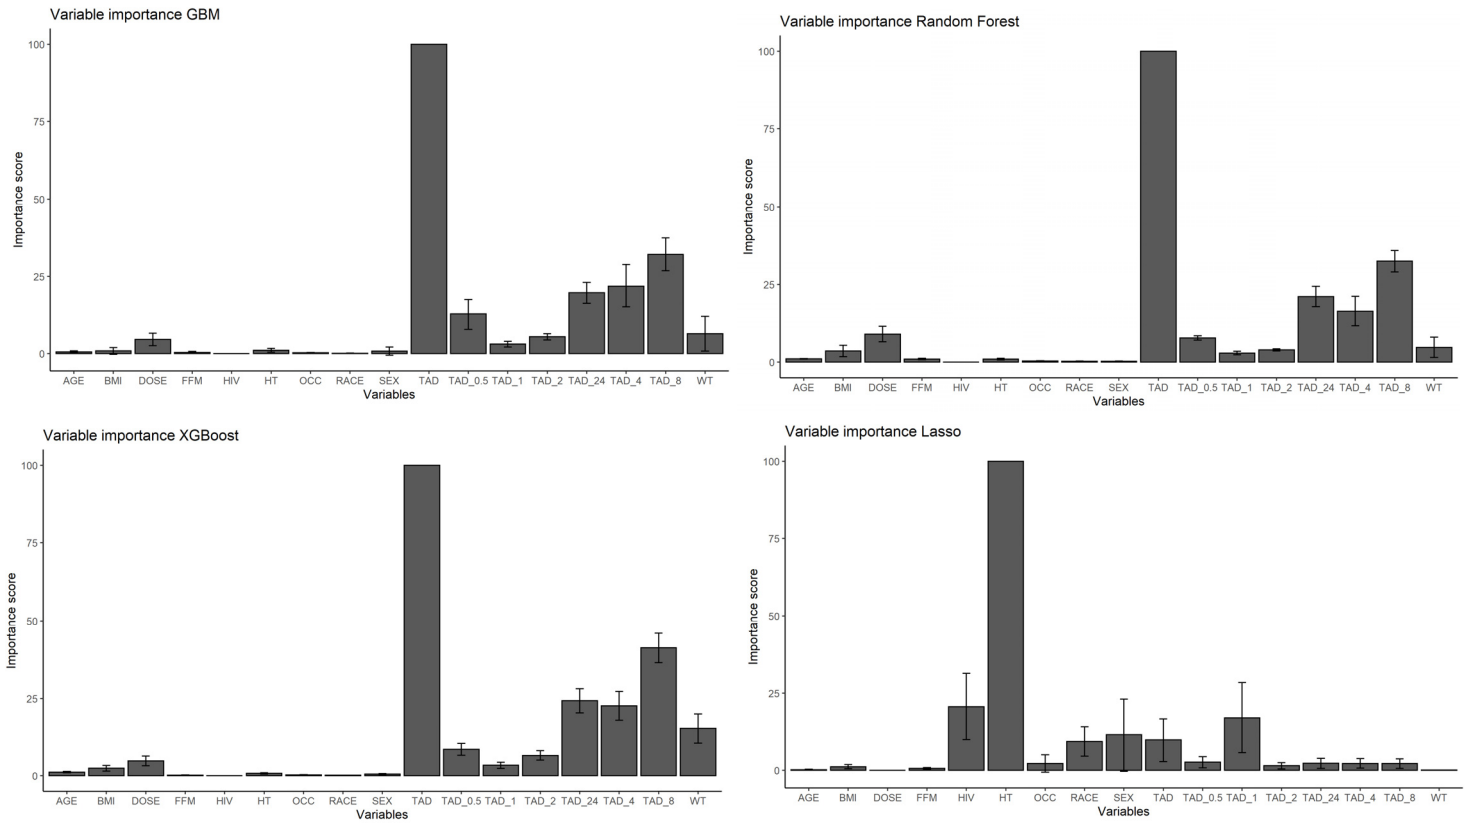 Variable importance GBM
Importance score
100
75
50
25
0
AGE BMI DOSE FFM HIV HT OCC RACE SEX TAD TAD_0.5 TAD_1 TAD_2 TAD_24 TAD_4 TAD_8 WT
Variables
Variable importance Random Forest
Importance score
100
75
50
25
0
AGE BMI DOSE FFM HIV HT OCC RACE SEX TAD TAD_0.5 TAD_1 TAD_2 TAD_24 TAD_4 TAD_8 WT
Variables
Variable importance XGBoost
Importance score
100
75
50
25
0
AGE BMI DOSE FFM HIV HT OCC RACE SEX TAD TAD_0.5 TAD_1 TAD_2 TAD_24 TAD_4 TAD_8 WT
Variables
Variable importance Lasso
Importance score
100
75
50
25
0
AGE BMI DOSE FFM HIV HT OCC RACE SEX TAD TAD_0.5 TAD_1 TAD_2 TAD_24 TAD_4 TAD_8 WT
Variables